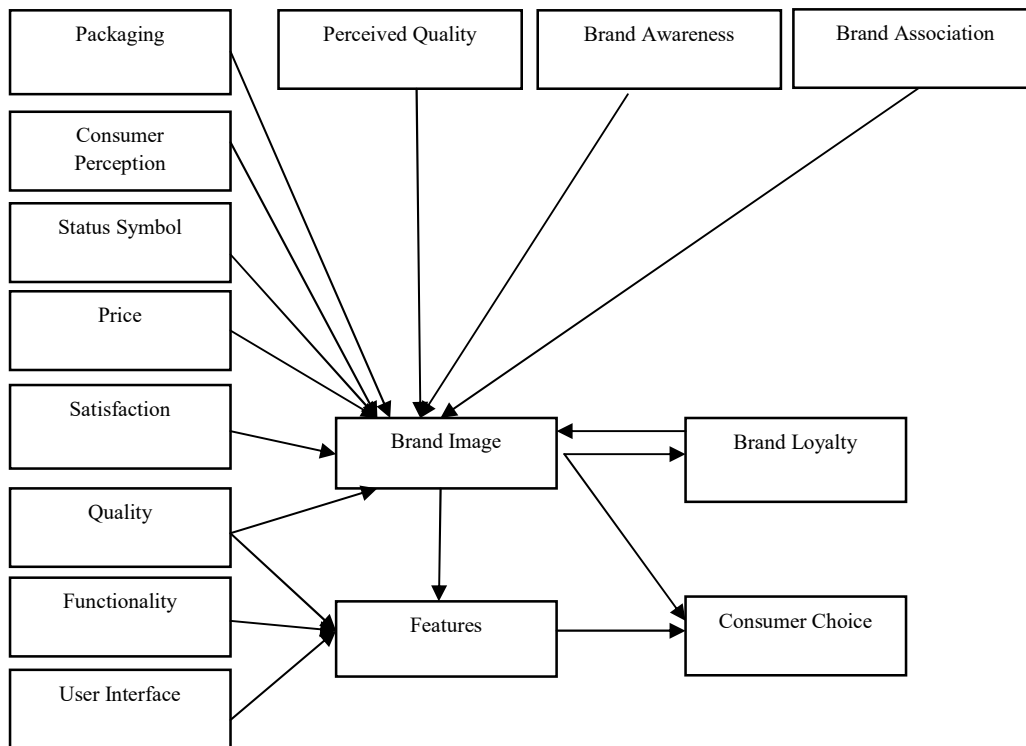 Packaging
Perceived Quality
Brand Awareness
Brand Association
Consumer
Perception
Status Symbol
Price
Satisfaction
Brand Image
Brand Loyalty
Quality
Functionality
Features
Consumer Choice
User Interface